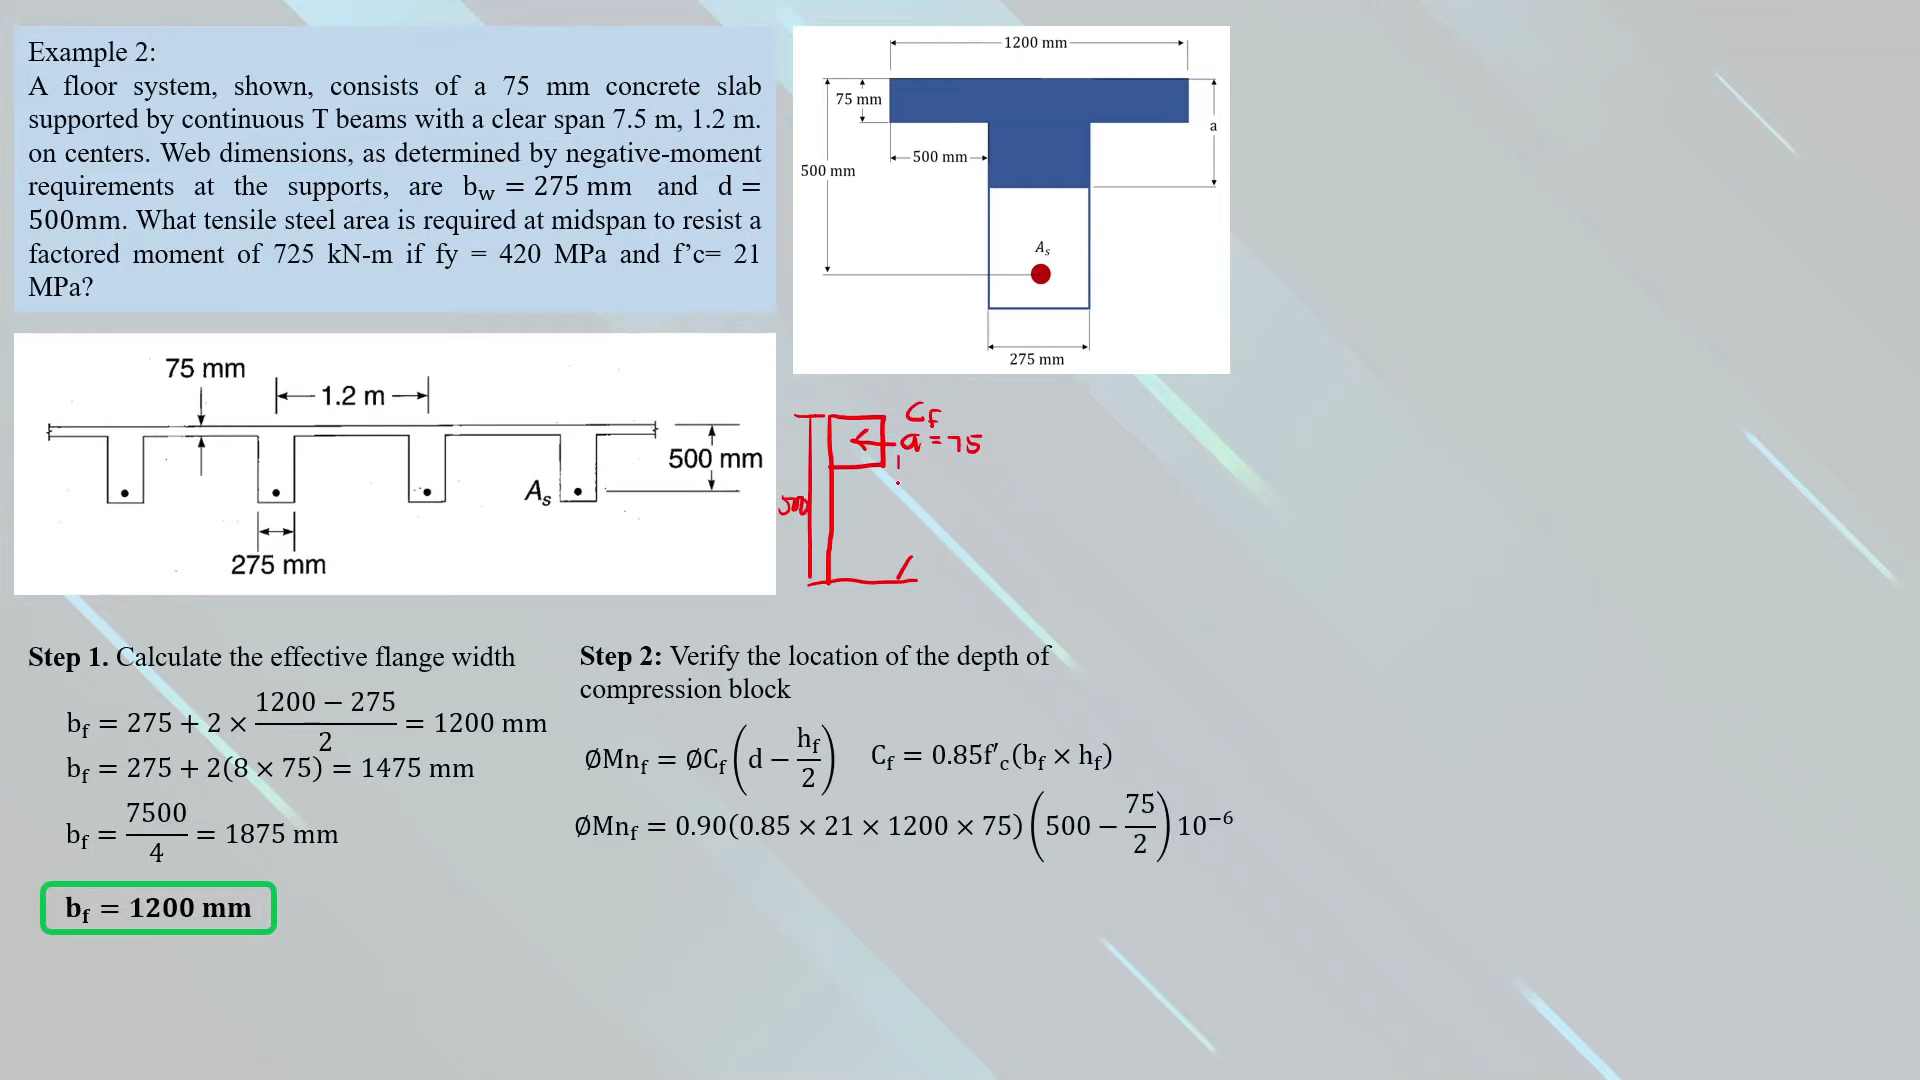 Example 2:
A floor system, shown, consists of a 75 mm concrete slab
supported by continuous T beams with a clear span 7.5 m, 1.2 m.
on centers. Web dimensions, as determined by negative-moment
requirements at the supports, are b_w = 275 mm and d =
500mm. What tensile steel area is required at midspan to resist a
factored moment of 725 kN-m if fy = 420 MPa and f’c= 21
MPa?
1200 mm
75 mm
a
500 mm
500 mm
A_s
275 mm
75 mm
1.2 m
500 mm
A_s
275 mm
C_f
a = 75
500
Step 1. Calculate the effective flange width
b_f = 275 + 2 × (1200 − 275)/2 = 1200 mm
b_f = 275 + 2(8 × 75) = 1475 mm
b_f = 7500/4 = 1875 mm
b_f = 1200 mm
Step 2: Verify the location of the depth of
compression block
∅Mn_f = ∅C_f (d − h_f/2) C_f = 0.85f′_c(b_f × h_f)
∅Mn_f = 0.90(0.85 × 21 × 1200 × 75) (500 − 75/2) 10⁻⁶